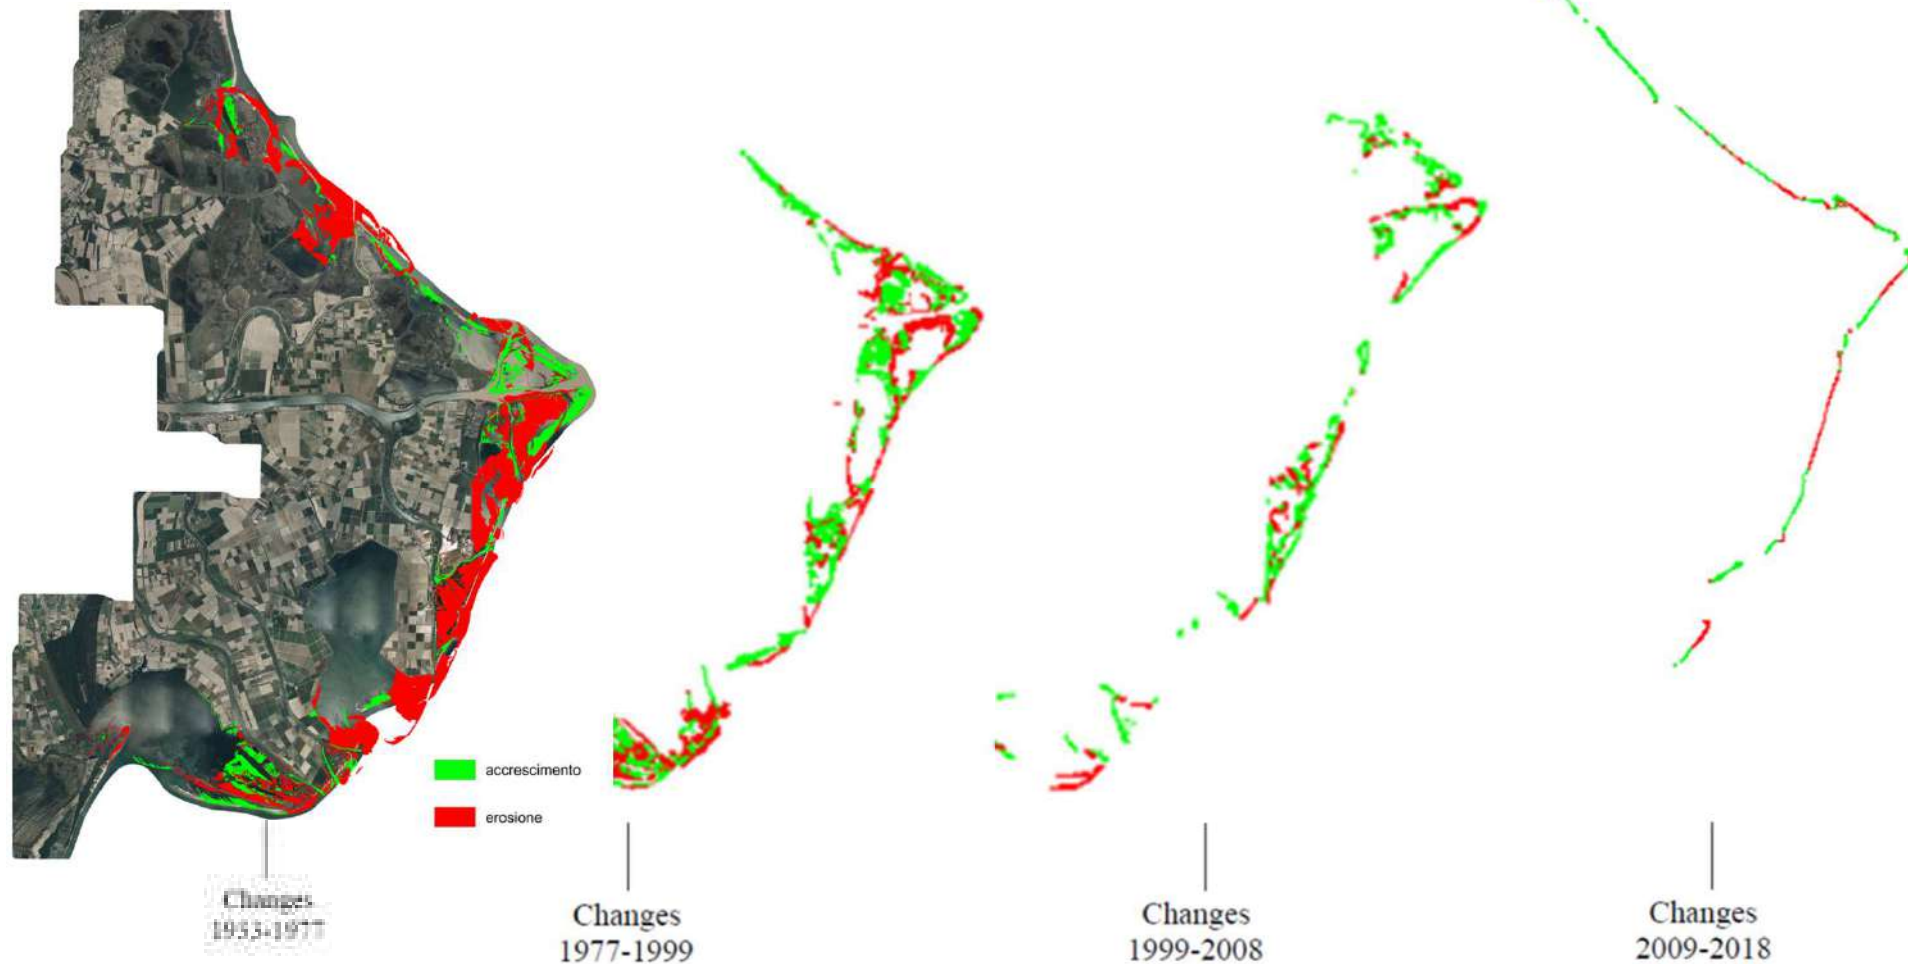 accrescimento
erosione
Changes
1953-1977
Changes
1977-1999
Changes
1999-2008
Changes
2009-2018